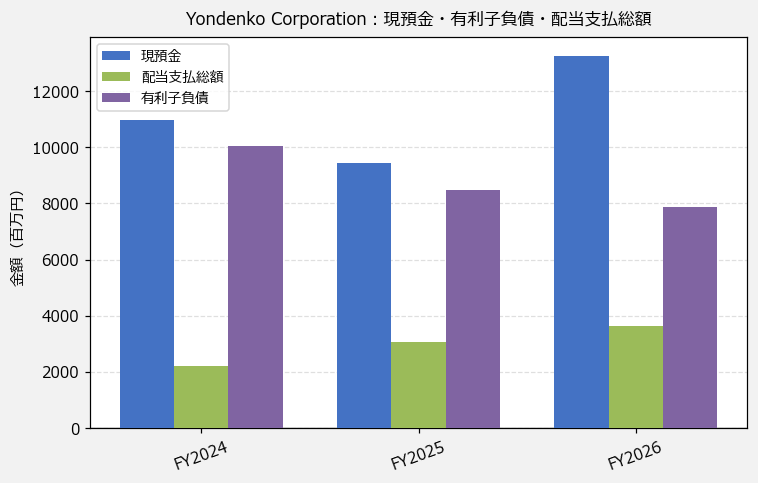 Yondenko Corporation : 現預金・有利子負債・配当支払総額
現預金
配当支払総額
有利子負債
金額（百万円）
12000
10000
8000
6000
4000
2000
0
FY2024
FY2025
FY2026